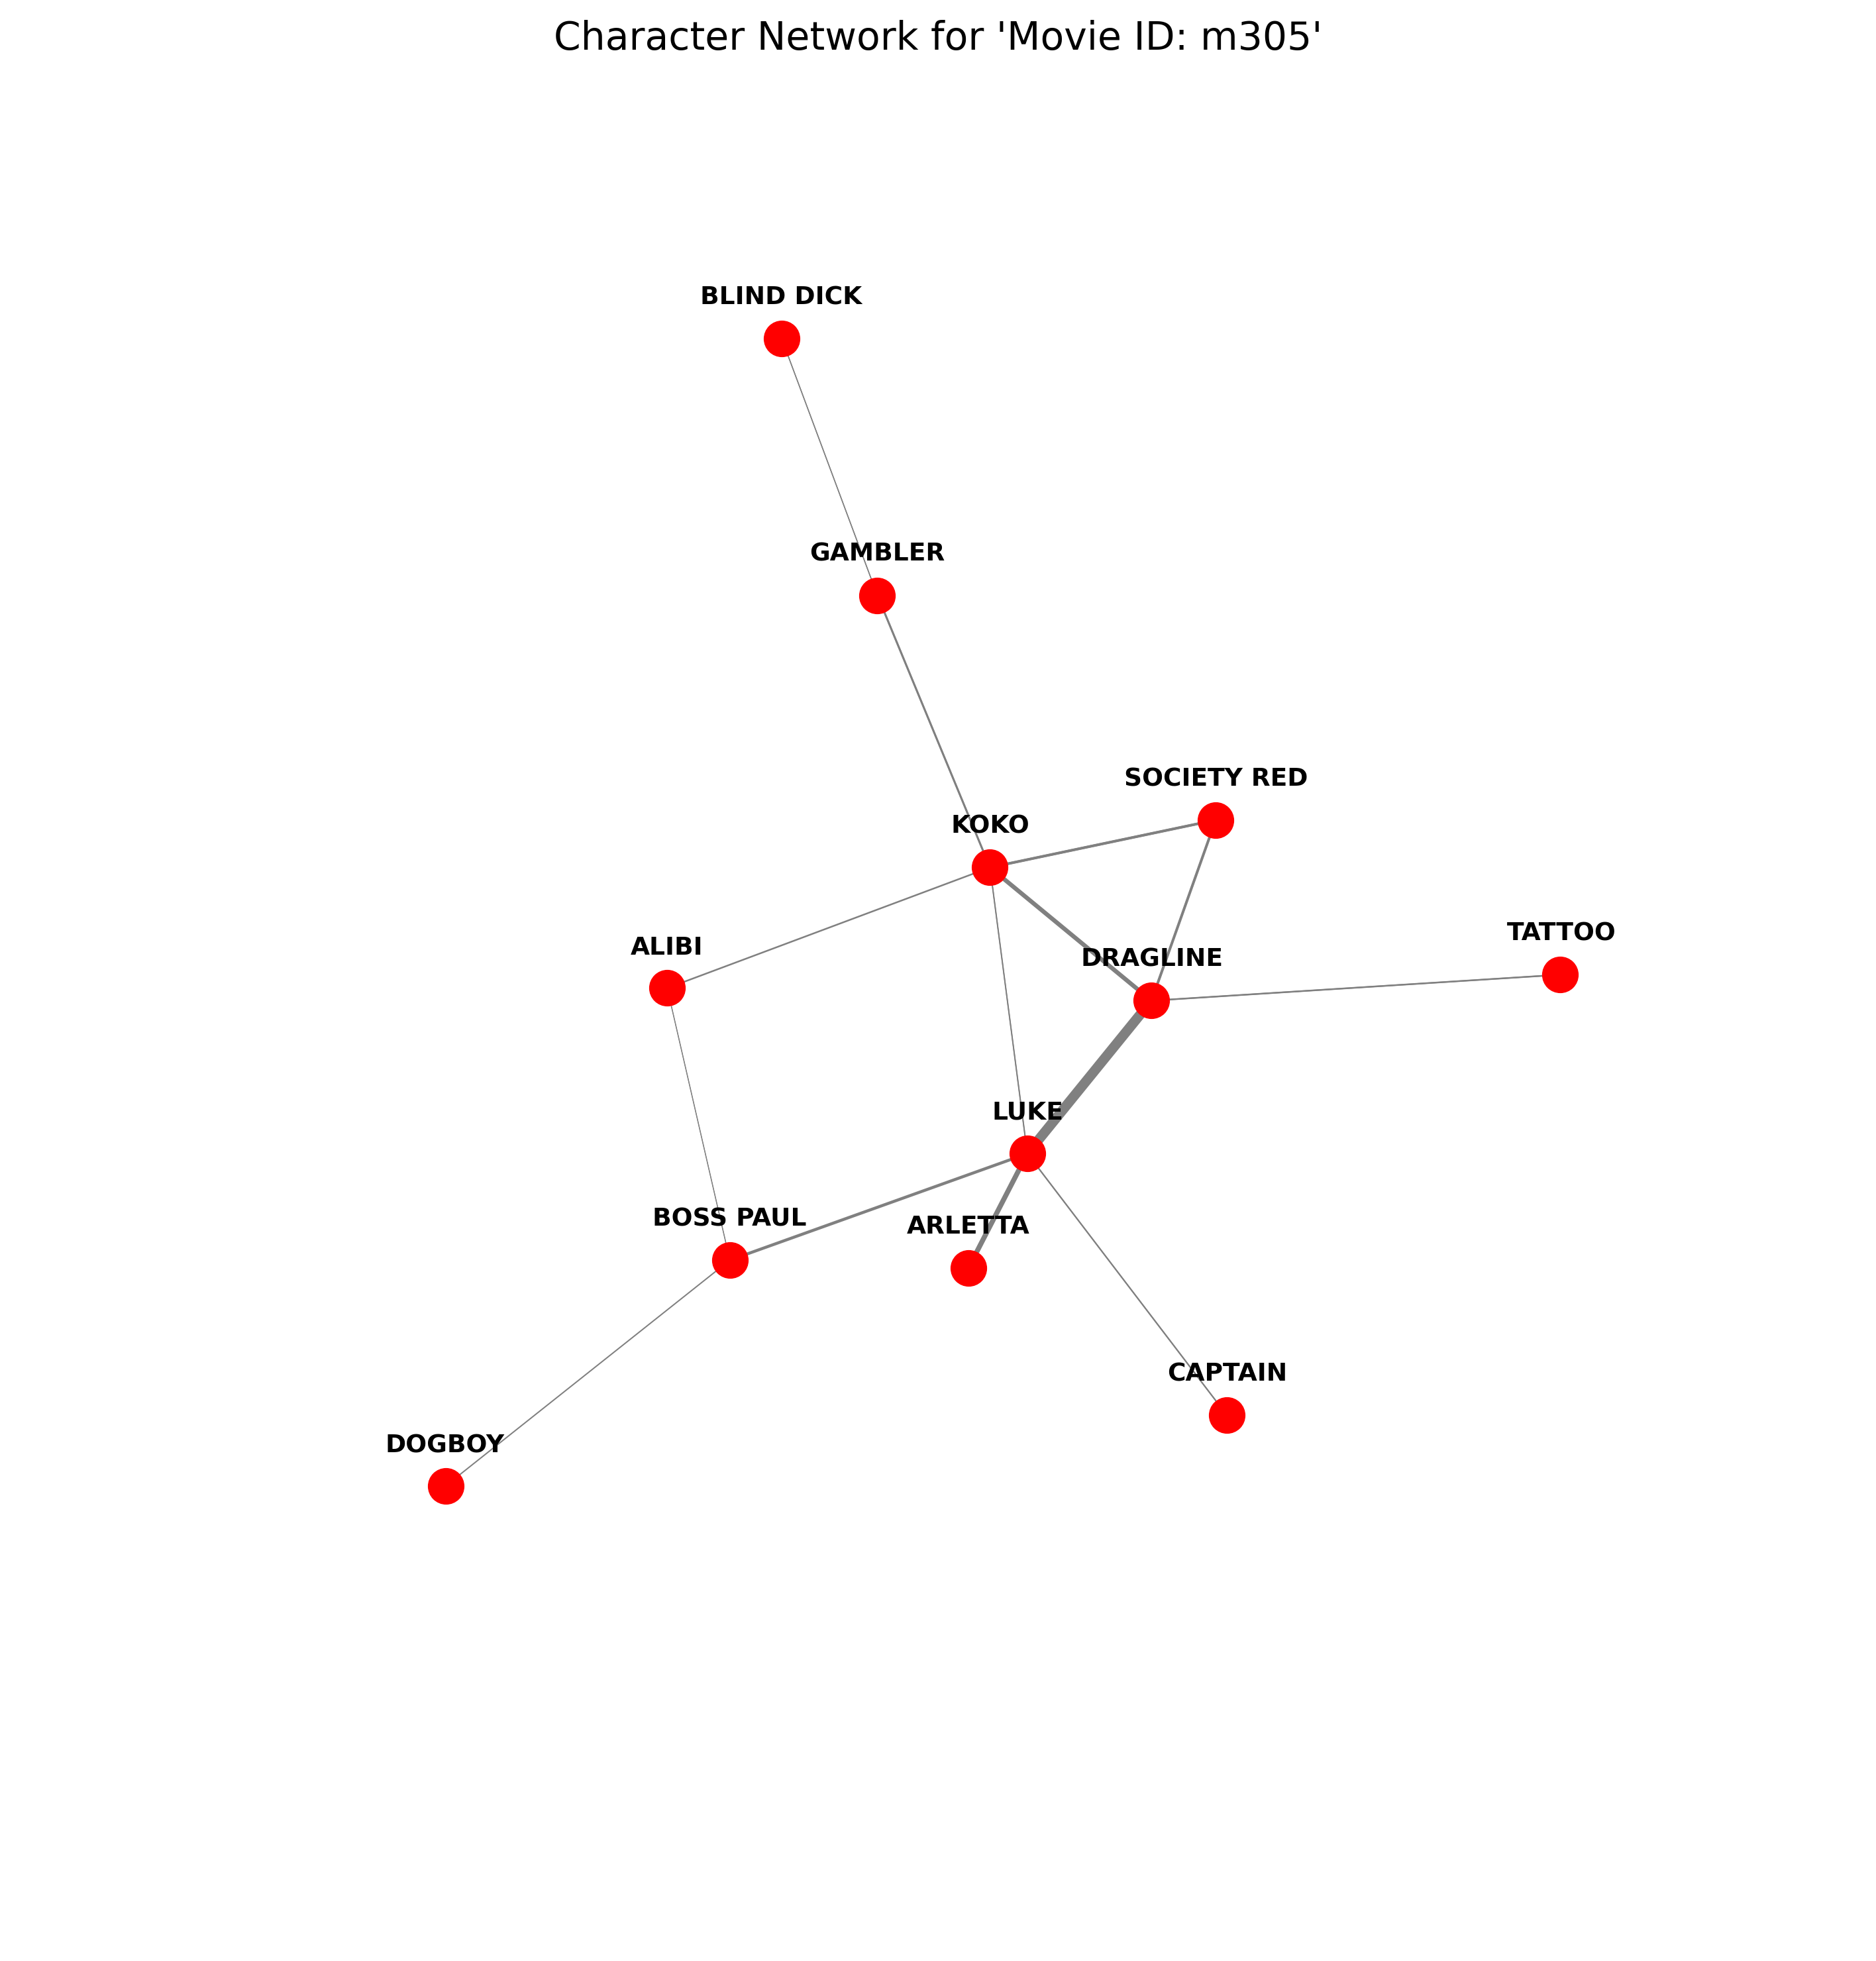 Character Network for 'Movie ID: m305'
BLIND DICK
GAMBLER
SOCIETY RED
KOKO
TATTOO
ALIBI
DRAGLINE
LUKE
BOSS PAUL
ARLETTA
CAPTAIN
DOGBOY